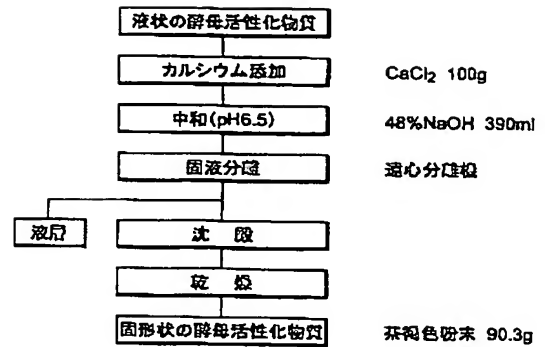 液状の酵母活性化物質
カルシウム添加 CaCl₂ 100g
中和(pH6.5) 48%NaOH 390ml
固液分離 遠心分離機
液層
沈殿
乾燥
固形状の酵母活性化物質 茶褐色粉末 90.3g